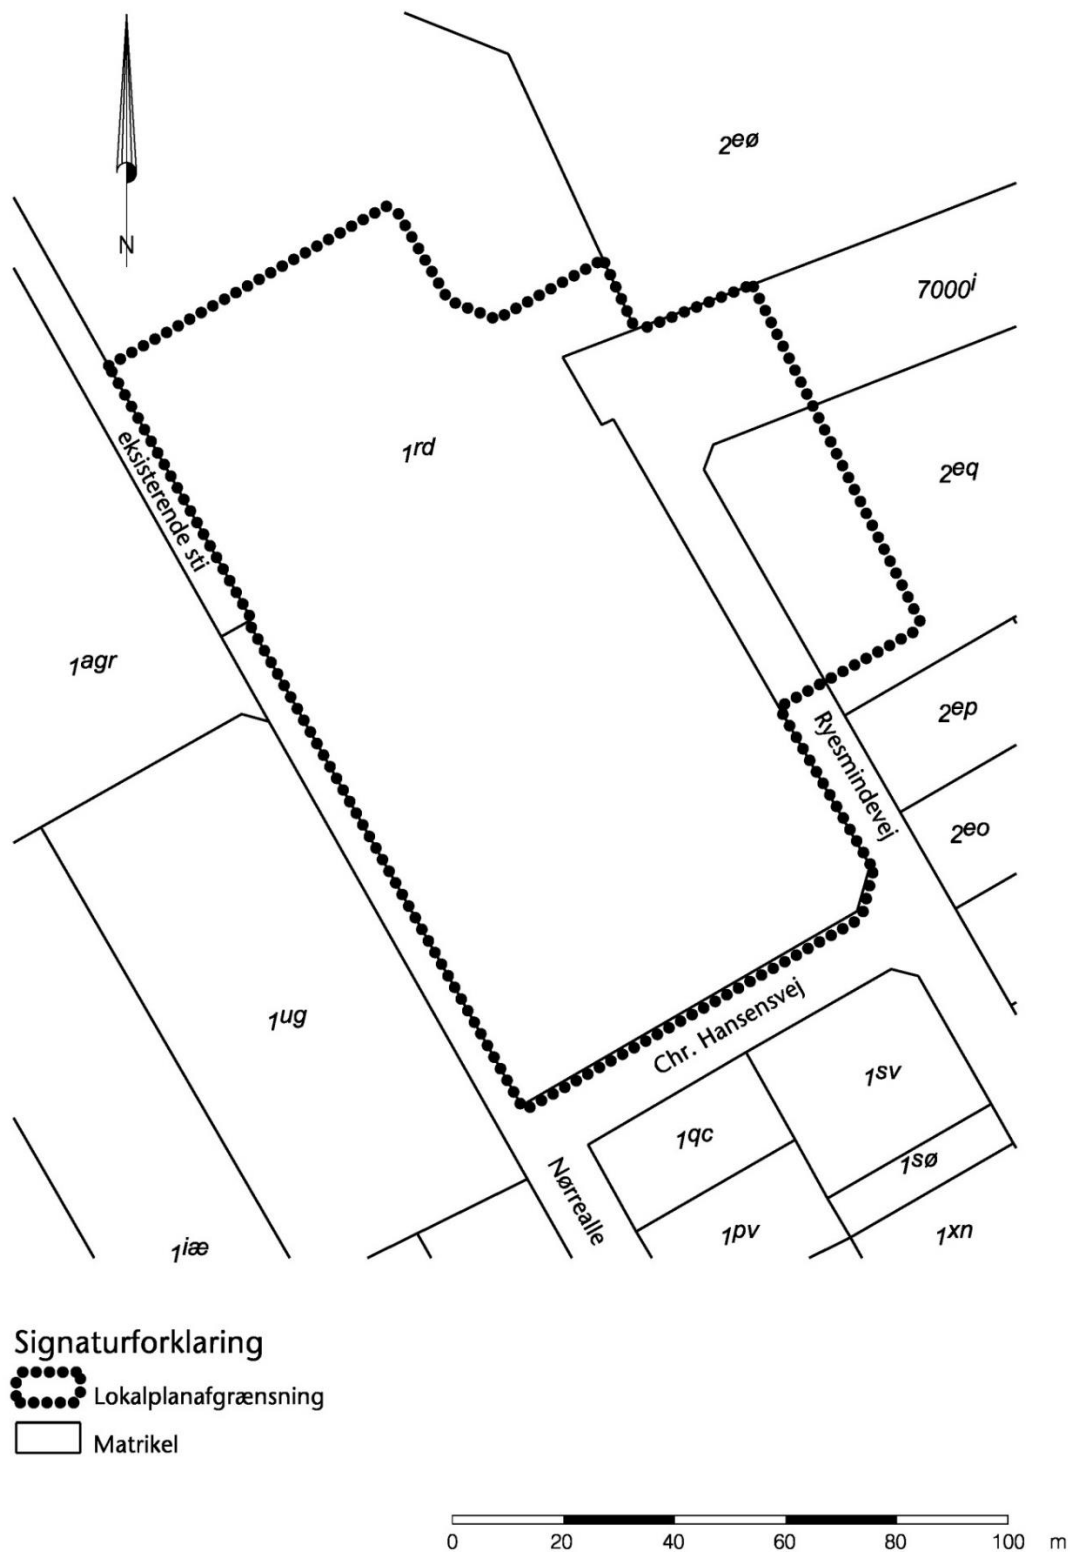 2eø
N
7000i
1rd
2eq
eksisterende sti
1agr
2ep
Ryesmindevej
2eo
1ug
Chr. Hansensvej
1sv
1qc
1sø
Nørrealle
1pv
1xn
1iæ
Signaturforklaring
Lokalplanafgrænsning
Matrikel
0 20 40 60 80 100 m